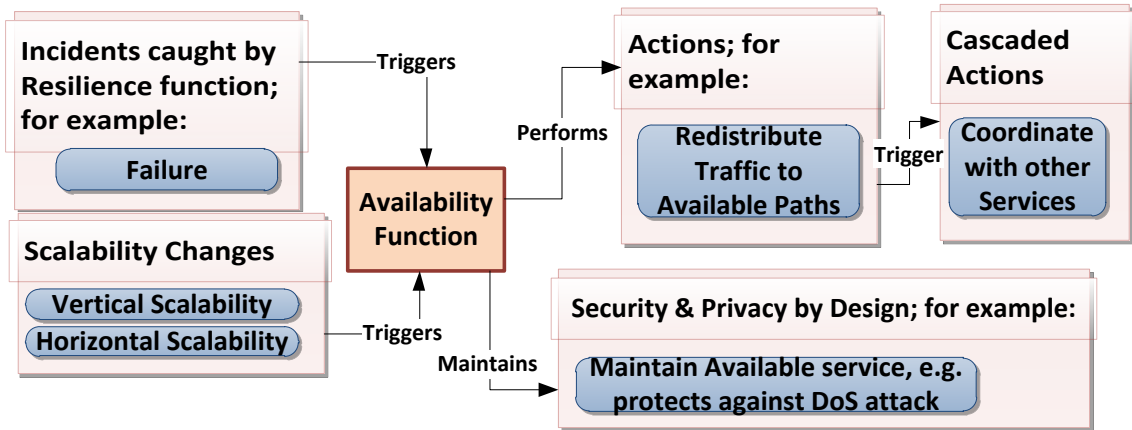 Incidents caught by
Resilience function;
for example:
Failure
Scalability Changes
Vertical Scalability
Horizontal Scalability
Triggers
Triggers
Availability
Function
Performs
Maintains
Actions; for
example:
Redistribute
Traffic to
Available Paths
Trigger
Cascaded
Actions
Coordinate
with other
Services
Security & Privacy by Design; for example:
Maintain Available service, e.g.
protects against DoS attack